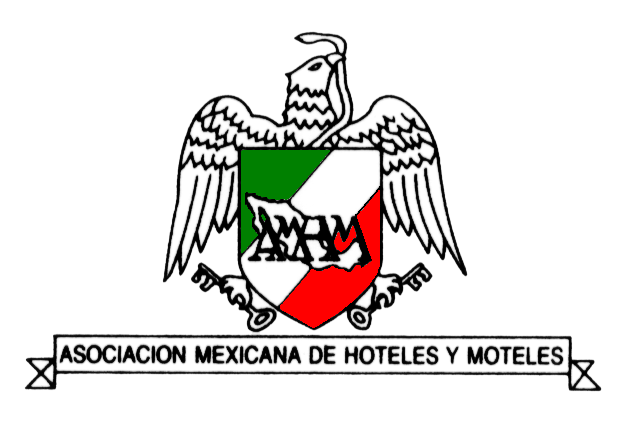 AMHM
ASOCIACION MEXICANA DE HOTELES Y MOTELES